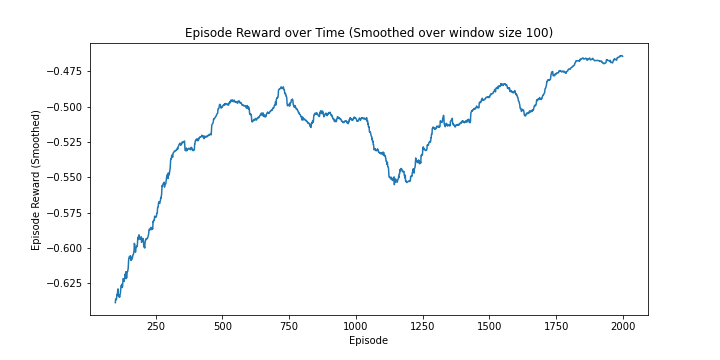 Episode Reward over Time (Smoothed over window size 100)
−0.475
−0.500
−0.525
−0.550
−0.575
−0.600
−0.625
Episode Reward (Smoothed)
250 500 750 1000 1250 1500 1750 2000
Episode